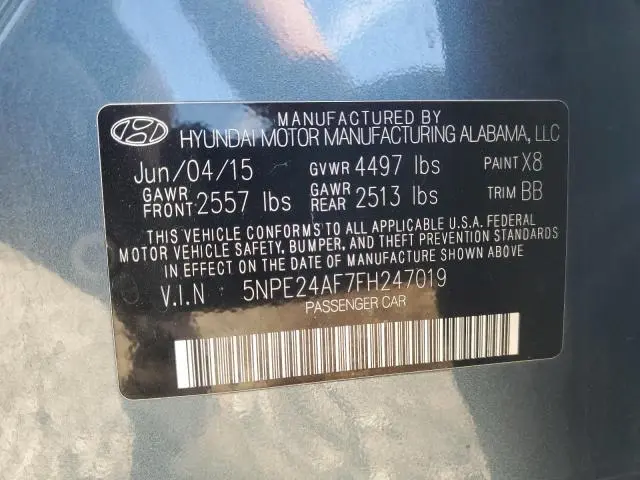 MANUFACTURED BY
HYUNDAI MOTOR MANUFACTURING ALABAMA, LLC
Jun/04/15 GVWR 4497 lbs PAINT X8
GAWR FRONT 2557 lbs GAWR REAR 2513 lbs TRIM BB
THIS VEHICLE CONFORMS TO ALL APPLICABLE U.S.A. FEDERAL
MOTOR VEHICLE SAFETY, BUMPER, AND THEFT PREVENTION STANDARDS
IN EFFECT ON THE DATE OF MANUFACTURE SHOWN ABOVE.
V.I.N 5NPE24AF7FH247019
PASSENGER CAR